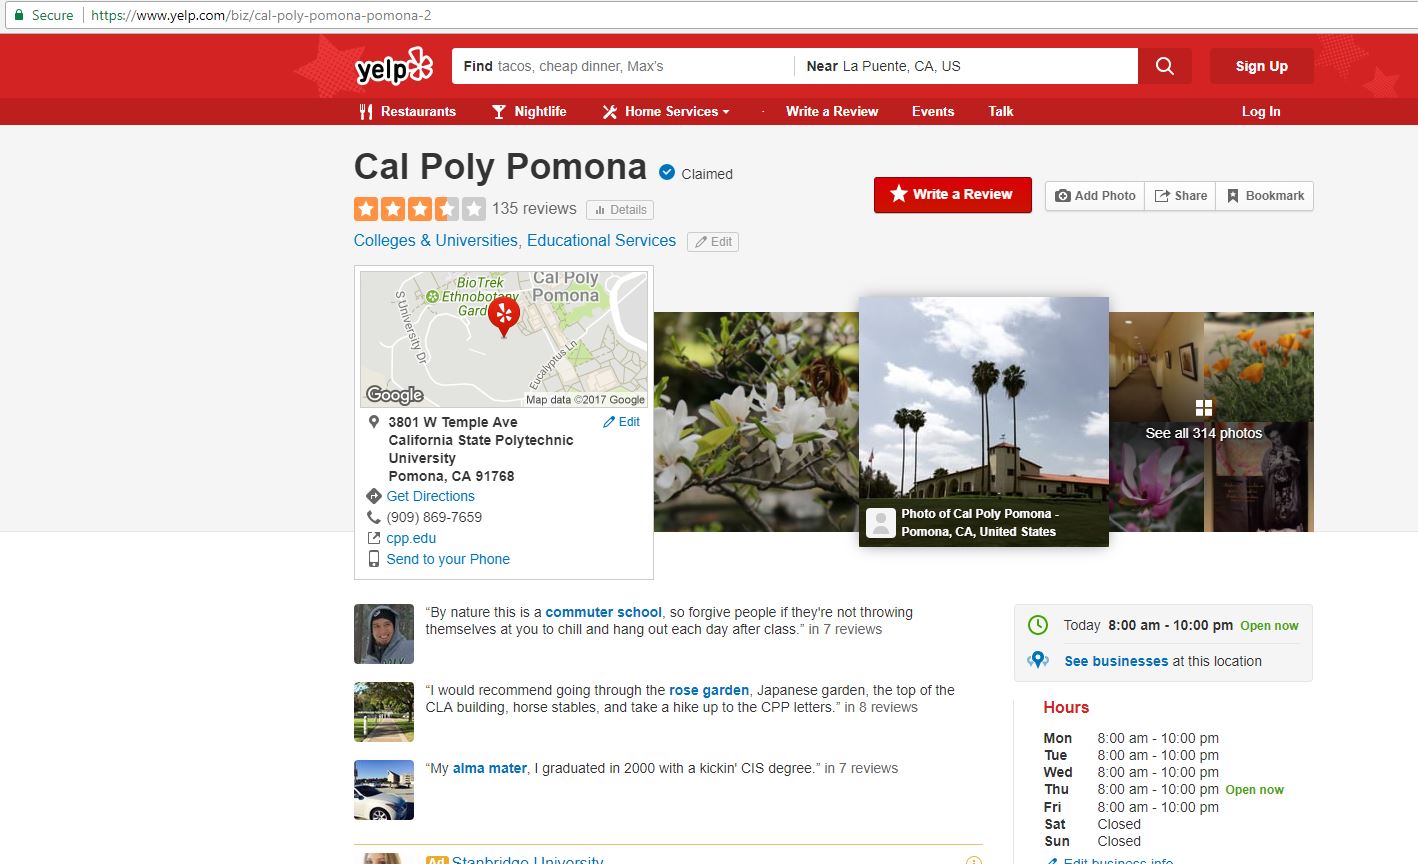 Secure https://www.yelp.com/biz/cal-poly-pomona-pomona-2
yelp
Find tacos, cheap dinner, Max's
Near La Puente, CA, US
Sign Up
Restaurants Nightlife Home Services Write a Review Events Talk Log In
Cal Poly Pomona Claimed
135 reviews Details
Write a Review Add Photo Share Bookmark
Colleges & Universities, Educational Services Edit
BioTrek
Ethnobotany
Garden
Cal Poly
Pomona
S University Dr
Eucalyptus Ln
Google
Map data ©2017 Google
3801 W Temple Ave Edit
California State Polytechnic
University
Pomona, CA 91768
Get Directions
(909) 869-7659
cpp.edu
Send to your Phone
Photo of Cal Poly Pomona -
Pomona, CA, United States
See all 314 photos
“By nature this is a commuter school, so forgive people if they're not throwing
themselves at you to chill and hang out each day after class.” in 7 reviews
“I would recommend going through the rose garden, Japanese garden, the top of the
CLA building, horse stables, and take a hike up to the CPP letters.” in 8 reviews
“My alma mater, I graduated in 2000 with a kickin' CIS degree.” in 7 reviews
Ad Stanbridge University
Today 8:00 am - 10:00 pm Open now
See businesses at this location
Hours
Mon 8:00 am - 10:00 pm
Tue 8:00 am - 10:00 pm
Wed 8:00 am - 10:00 pm
Thu 8:00 am - 10:00 pm Open now
Fri 8:00 am - 10:00 pm
Sat Closed
Sun Closed
Edit business info